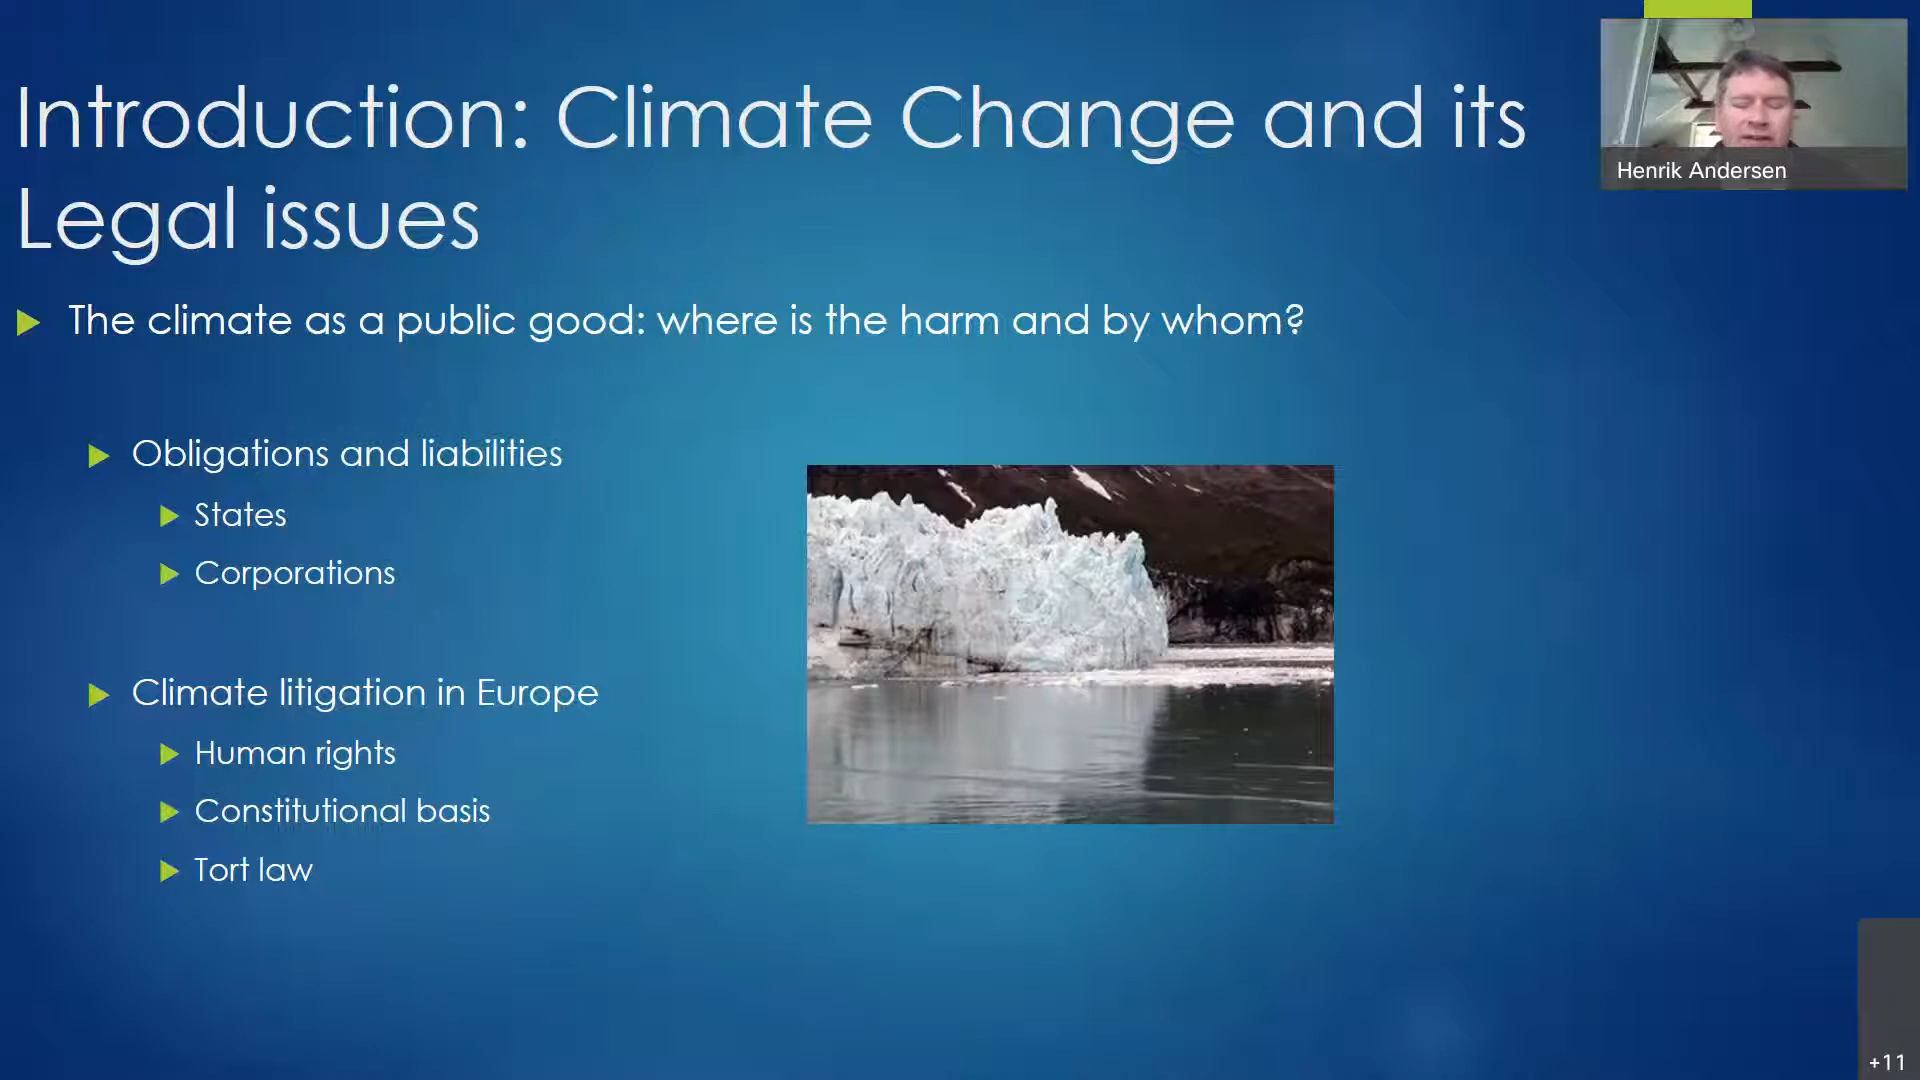 Introduction: Climate Change and its
Legal issues
Henrik Andersen
The climate as a public good: where is the harm and by whom?
Obligations and liabilities
States
Corporations
Climate litigation in Europe
Human rights
Constitutional basis
Tort law
+11